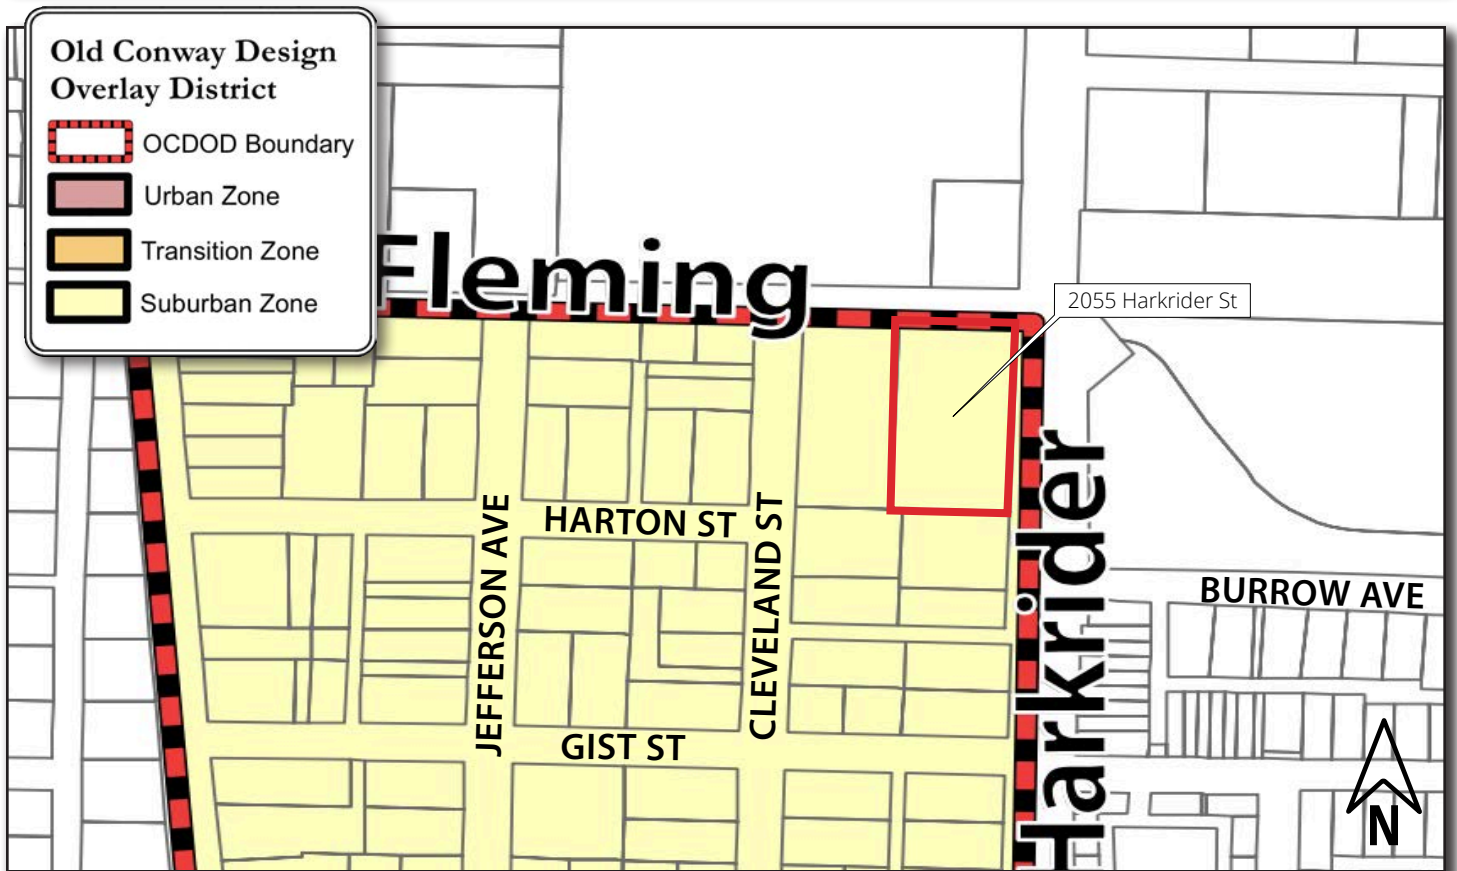 Old Conway Design
Overlay District
OCDOD Boundary
Urban Zone
Transition Zone
Suburban Zone
Fleming
2055 Harkrider St
Harkrider
HARTON ST
JEFFERSON AVE
CLEVELAND ST
BURROW AVE
GIST ST
N